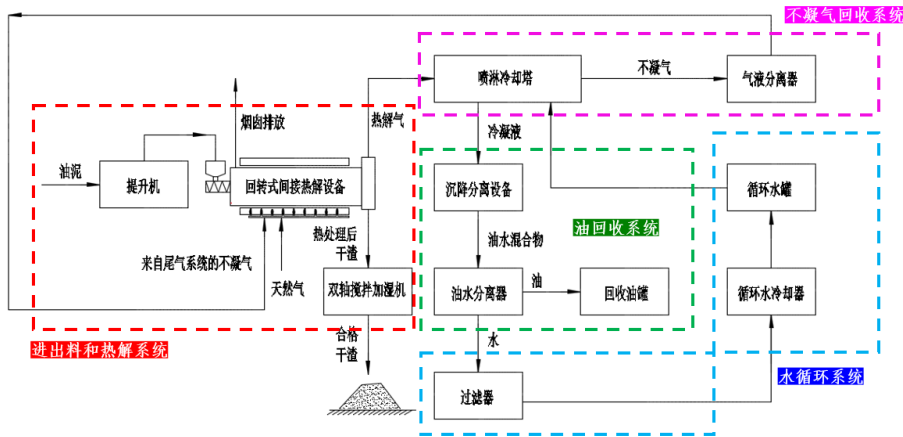 不凝气回收系统
喷淋冷却塔
不凝气
气液分离器
烟囱排放
热解气
冷凝液
油泥
提升机
回转式间接热解设备
沉降分离设备
循环水罐
油回收系统
热处理后
干渣
油水混合物
来自尾气系统的不凝气
天然气
双轴搅拌加湿机
油水分离器
油
回收油罐
循环水冷却器
进出料和热解系统
合格
干渣
水
水循环系统
过滤器